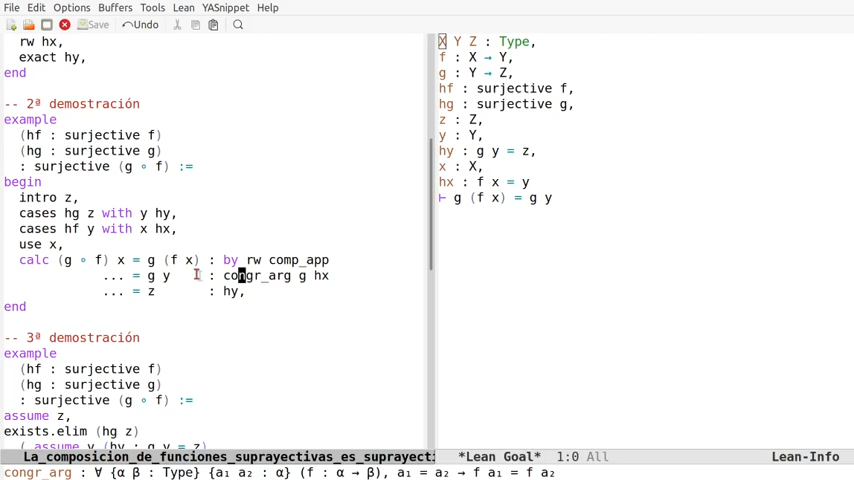 File Edit Options Buffers Tools Lean YASnippet Help
Save Undo
rw hx,
exact hy,
end
-- 2ª demostración
example
(hf : surjective f)
(hg : surjective g)
: surjective (g ∘ f) :=
begin
intro z,
cases hg z with y hy,
cases hf y with x hx,
use x,
calc (g ∘ f) x = g (f x) : by rw comp_app
... = g y : congr_arg g hx
... = z : hy,
end
-- 3ª demostración
example
(hf : surjective f)
(hg : surjective g)
: surjective (g ∘ f) :=
assume z,
exists.elim (hg z)
( assume y (hy : g y = z)
La_composicion_de_funciones_suprayectivas_es_suprayecti
X Y Z : Type,
f : X → Y,
g : Y → Z,
hf : surjective f,
hg : surjective g,
z : Z,
y : Y,
hy : g y = z,
x : X,
hx : f x = y
⊢ g (f x) = g y
*Lean Goal* 1:0 All Lean-Info
congr_arg : ∀ {α β : Type} {a₁ a₂ : α} (f : α → β), a₁ = a₂ → f a₁ = f a₂